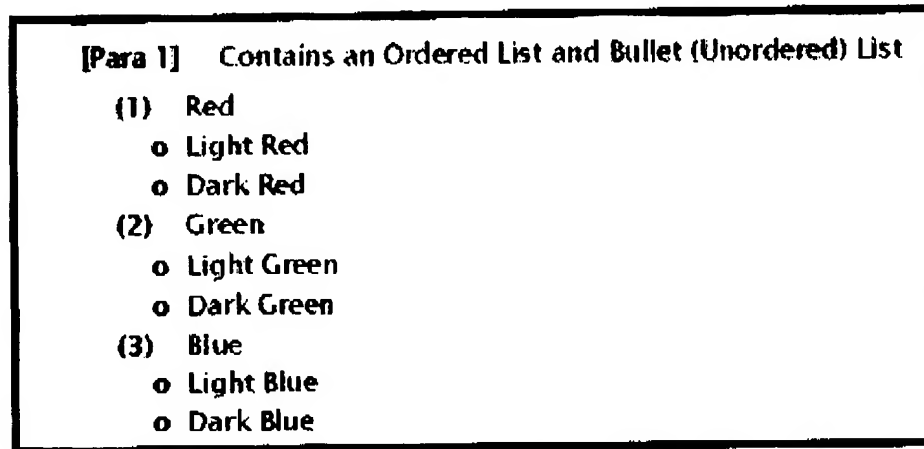 [Para 1] Contains an Ordered List and Bullet (Unordered) List
(1) Red
o Light Red
o Dark Red
(2) Green
o Light Green
o Dark Green
(3) Blue
o Light Blue
o Dark Blue